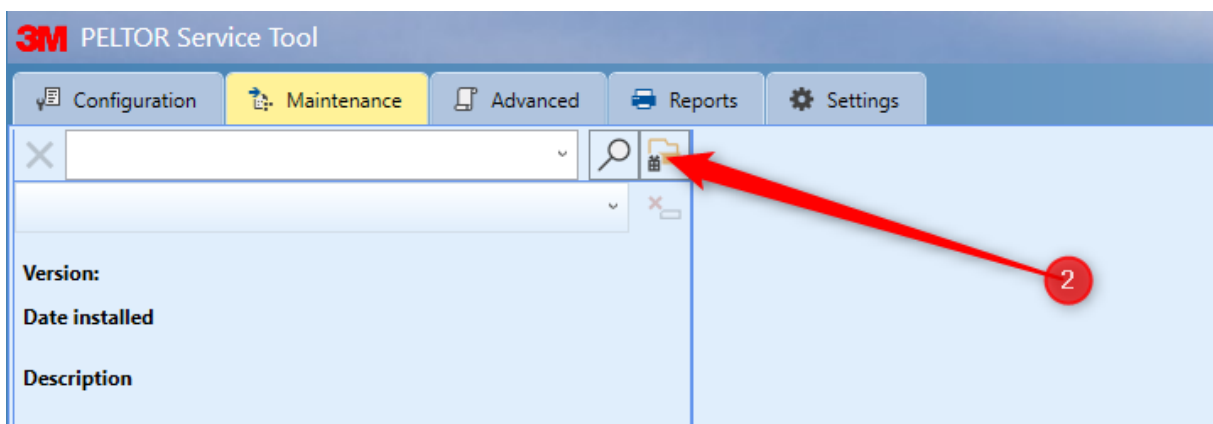 3M PELTOR Service Tool
Configuration Maintenance Advanced Reports Settings
2
Version:
Date installed
Description